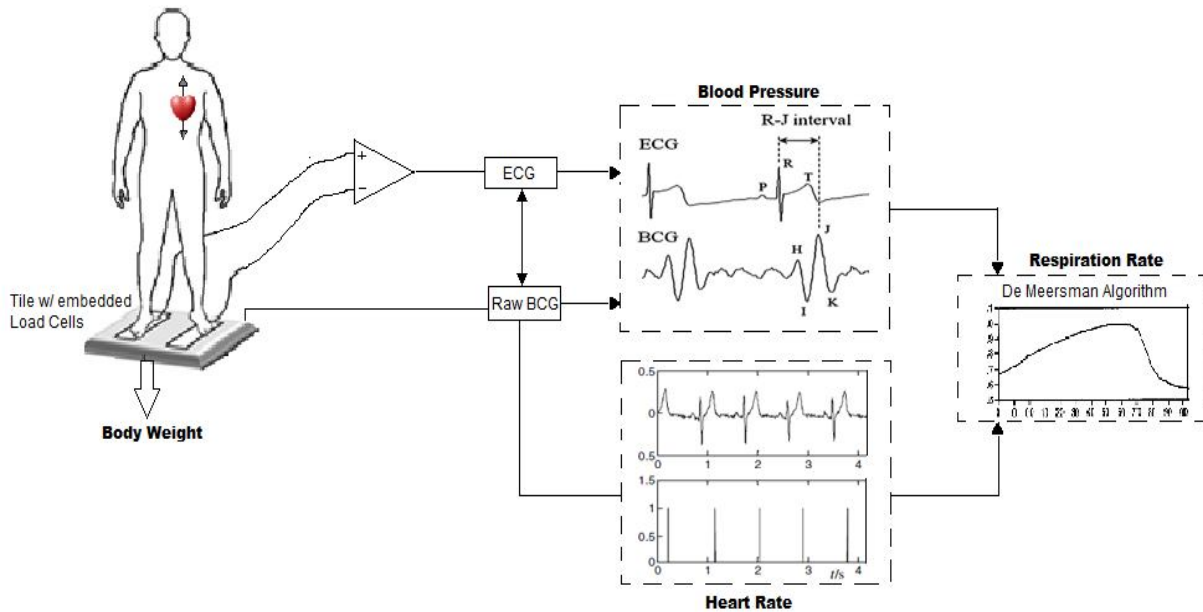 Blood Pressure
R-J interval
ECG
R
P
T
+
−
ECG
BCG
J
H
I
K
Raw BCG
Tile w/ embedded
Load Cells
Body Weight
Respiration Rate
De Meersman Algorithm
0.5
0
0.5
0 1 2 3 4
1.5
1
0.5
0
0 1 2 3 4
t/s
Heart Rate